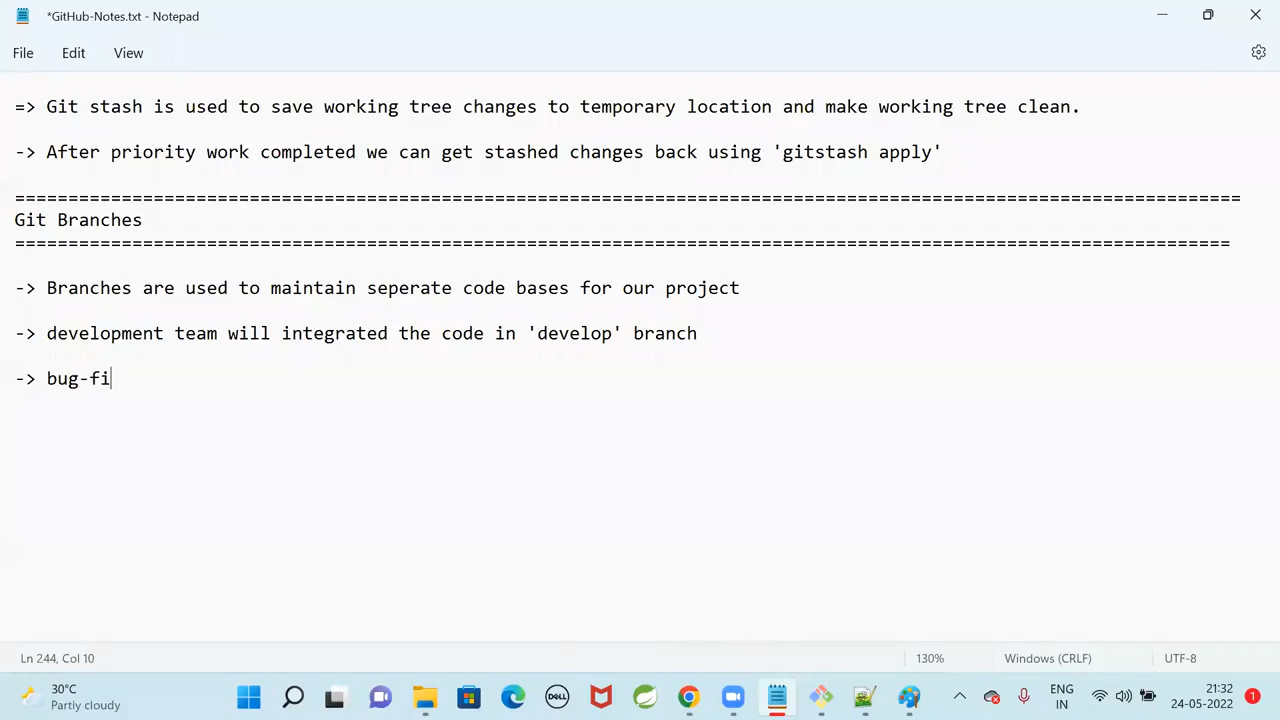 *GitHub-Notes.txt - Notepad
File Edit View
=> Git stash is used to save working tree changes to temporary location and make working tree clean.
-> After priority work completed we can get stashed changes back using 'gitstash apply'
===================================================================================================================
Git Branches
==================================================================================================================
-> Branches are used to maintain seperate code bases for our project
-> development team will integrated the code in 'develop' branch
-> bug-fi
Ln 244, Col 10 130% Windows (CRLF) UTF-8
30°C
Partly cloudy
DELL
ENG
IN
21:32
24-05-2022
1